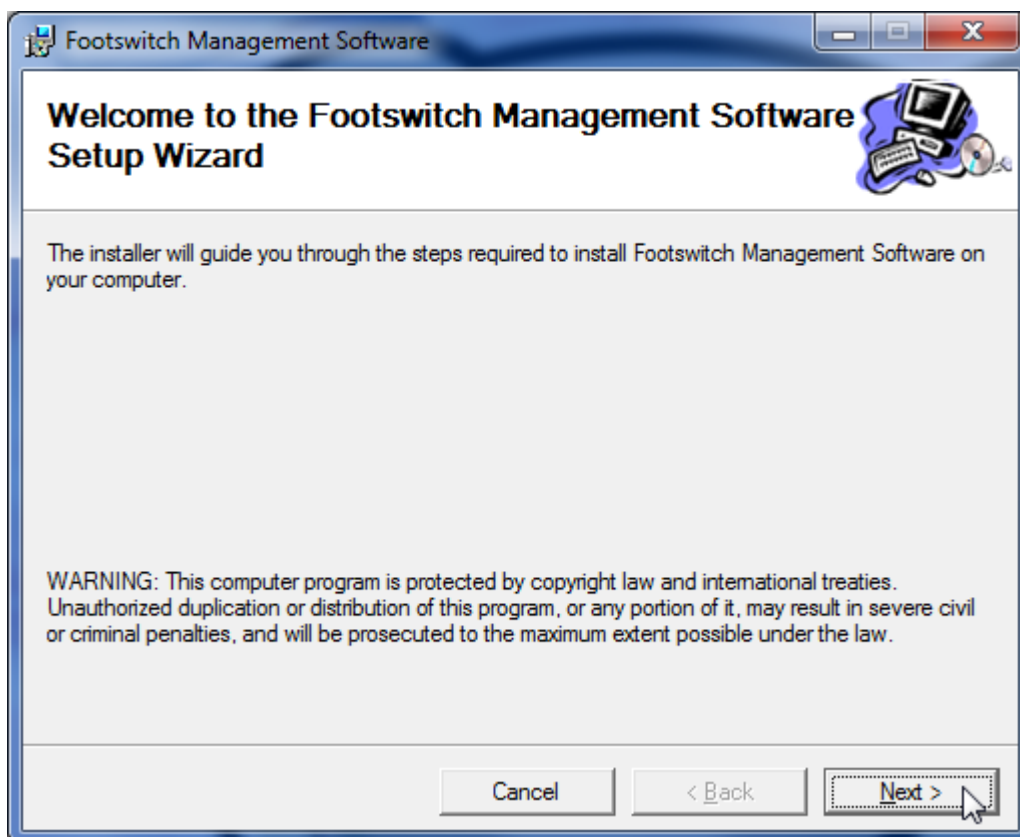 Footswitch Management Software
Welcome to the Footswitch Management Software
Setup Wizard
The installer will guide you through the steps required to install Footswitch Management Software on
your computer.
WARNING: This computer program is protected by copyright law and international treaties.
Unauthorized duplication or distribution of this program, or any portion of it, may result in severe civil
or criminal penalties, and will be prosecuted to the maximum extent possible under the law.
Cancel
< Back
Next >